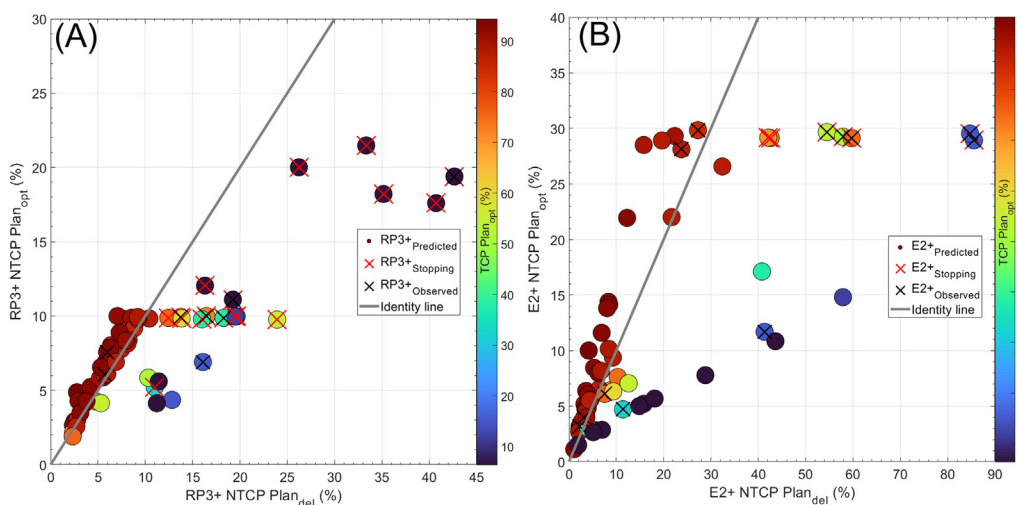 (A)
RP3+ NTCP Plan_opt (%)
30
25
20
15
10
5
0
0 5 10 15 20 25 30 35 40 45
RP3+ NTCP Plan_del (%)
RP3+_Predicted
RP3+_Stopping
RP3+_Observed
Identity line
90
80
70
60
50
40
30
20
10
TCP Plan_opt (%)
(B)
E2+ NTCP Plan_opt (%)
40
35
30
25
20
15
10
5
0
0 10 20 30 40 50 60 70 80 90
E2+ NTCP Plan_del (%)
E2+_Predicted
E2+_Stopping
E2+_Observed
Identity line
90
80
70
60
50
40
30
20
10
TCP Plan_opt (%)